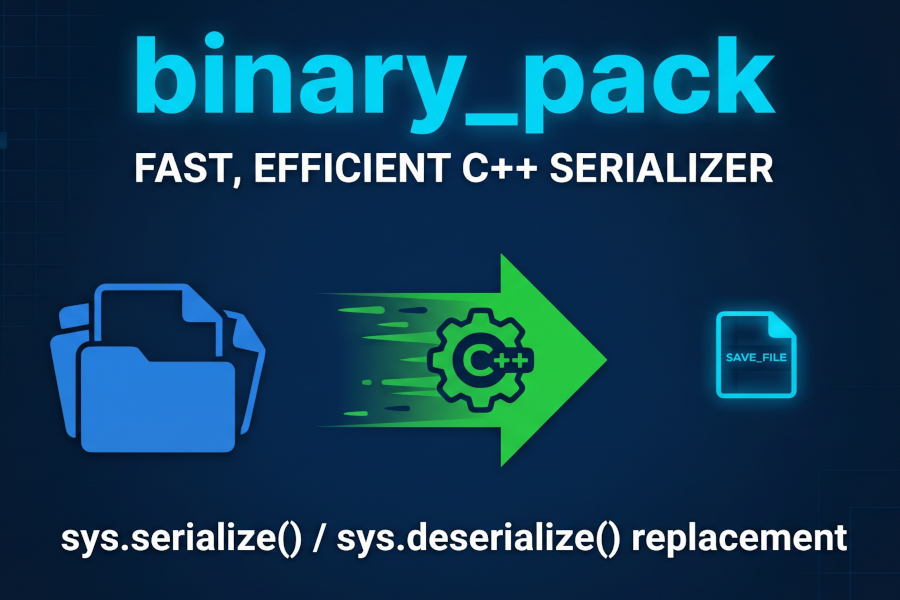 binary_pack
FAST, EFFICIENT C++ SERIALIZER
C++
SAVE_FILE
sys.serialize() / sys.deserialize() replacement